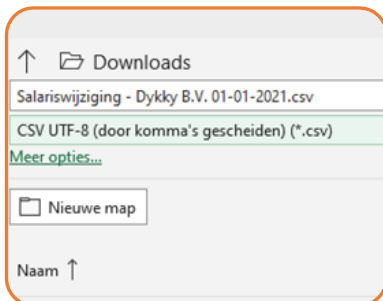 Downloads
Salariswijziging - Dykky B.V. 01-01-2021.csv
CSV UTF-8 (door komma's gescheiden) (*.csv)
Meer opties...
Nieuwe map
Naam ↑